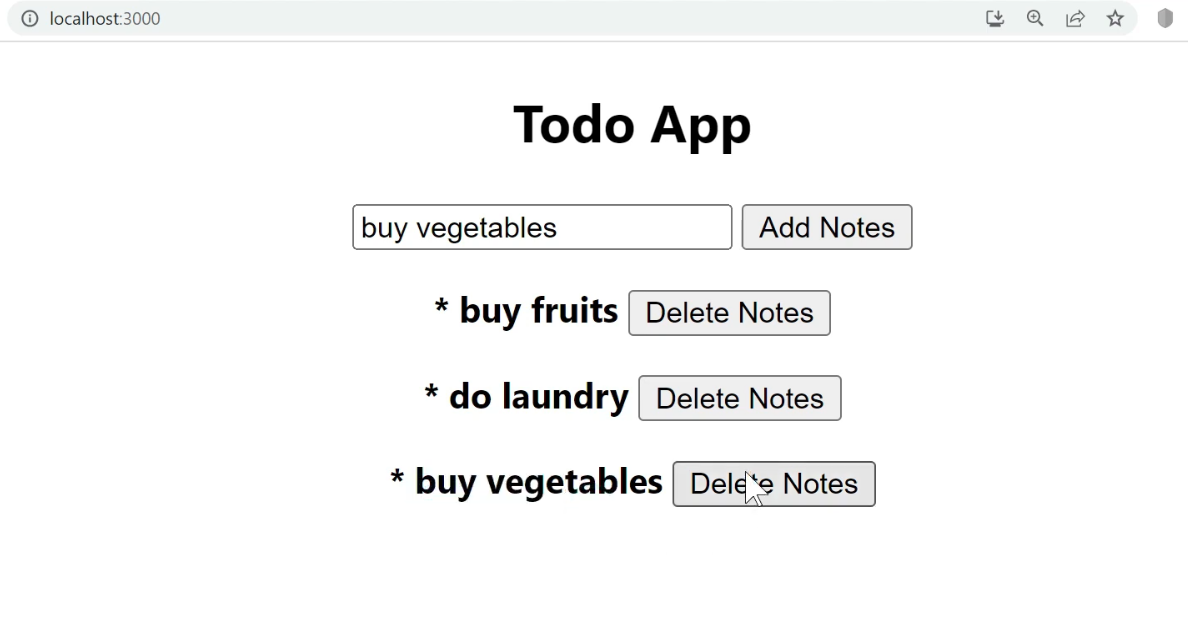 localhost:3000
Todo App
buy vegetables Add Notes
* buy fruits Delete Notes
* do laundry Delete Notes
* buy vegetables Delete Notes